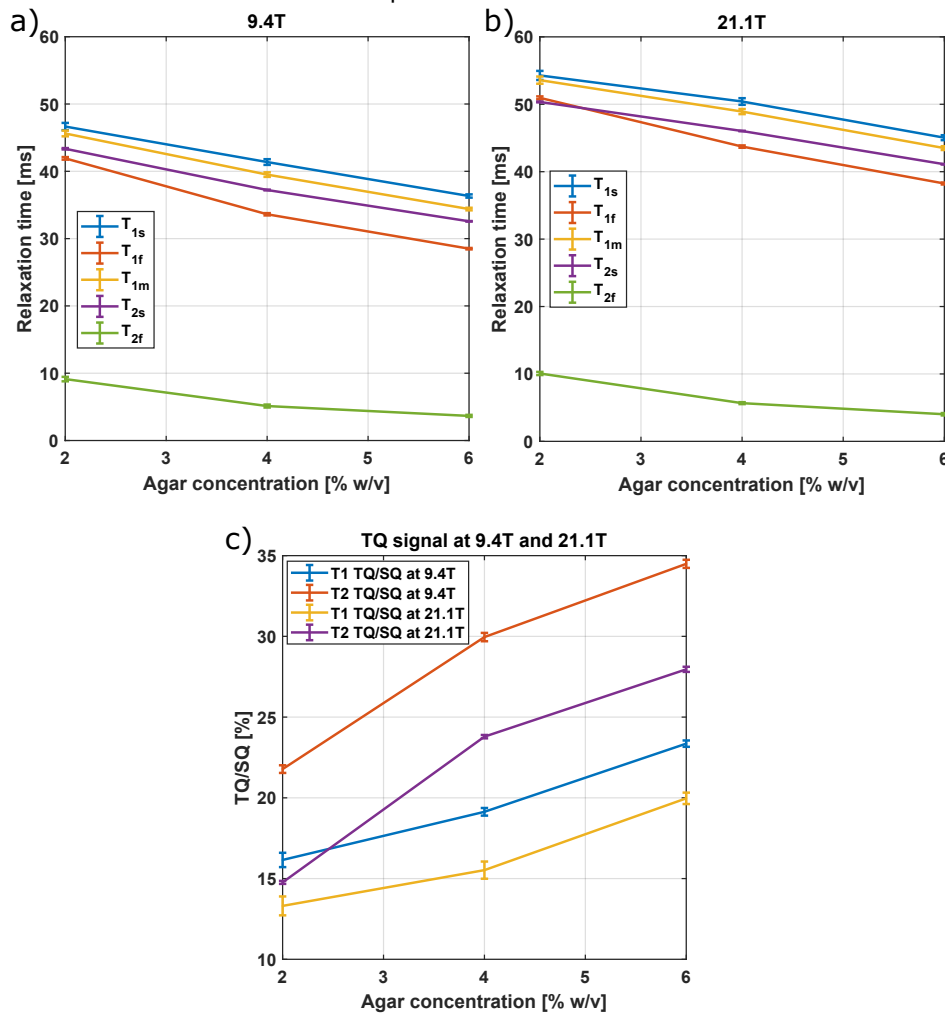 a)
9.4T
60
50
40
30
20
10
0
Relaxation time [ms]
T1s
T1f
T1m
T2s
T2f
2
3
4
5
6
Agar concentration [% w/v]
b)
21.1T
60
50
40
30
20
10
0
Relaxation time [ms]
T1s
T1f
T1m
T2s
T2f
2
3
4
5
6
Agar concentration [% w/v]
c)
TQ signal at 9.4T and 21.1T
35
30
25
20
15
10
TQ/SQ [%]
T1 TQ/SQ at 9.4T
T2 TQ/SQ at 9.4T
T1 TQ/SQ at 21.1T
T2 TQ/SQ at 21.1T
2
3
4
5
6
Agar concentration [% w/v]